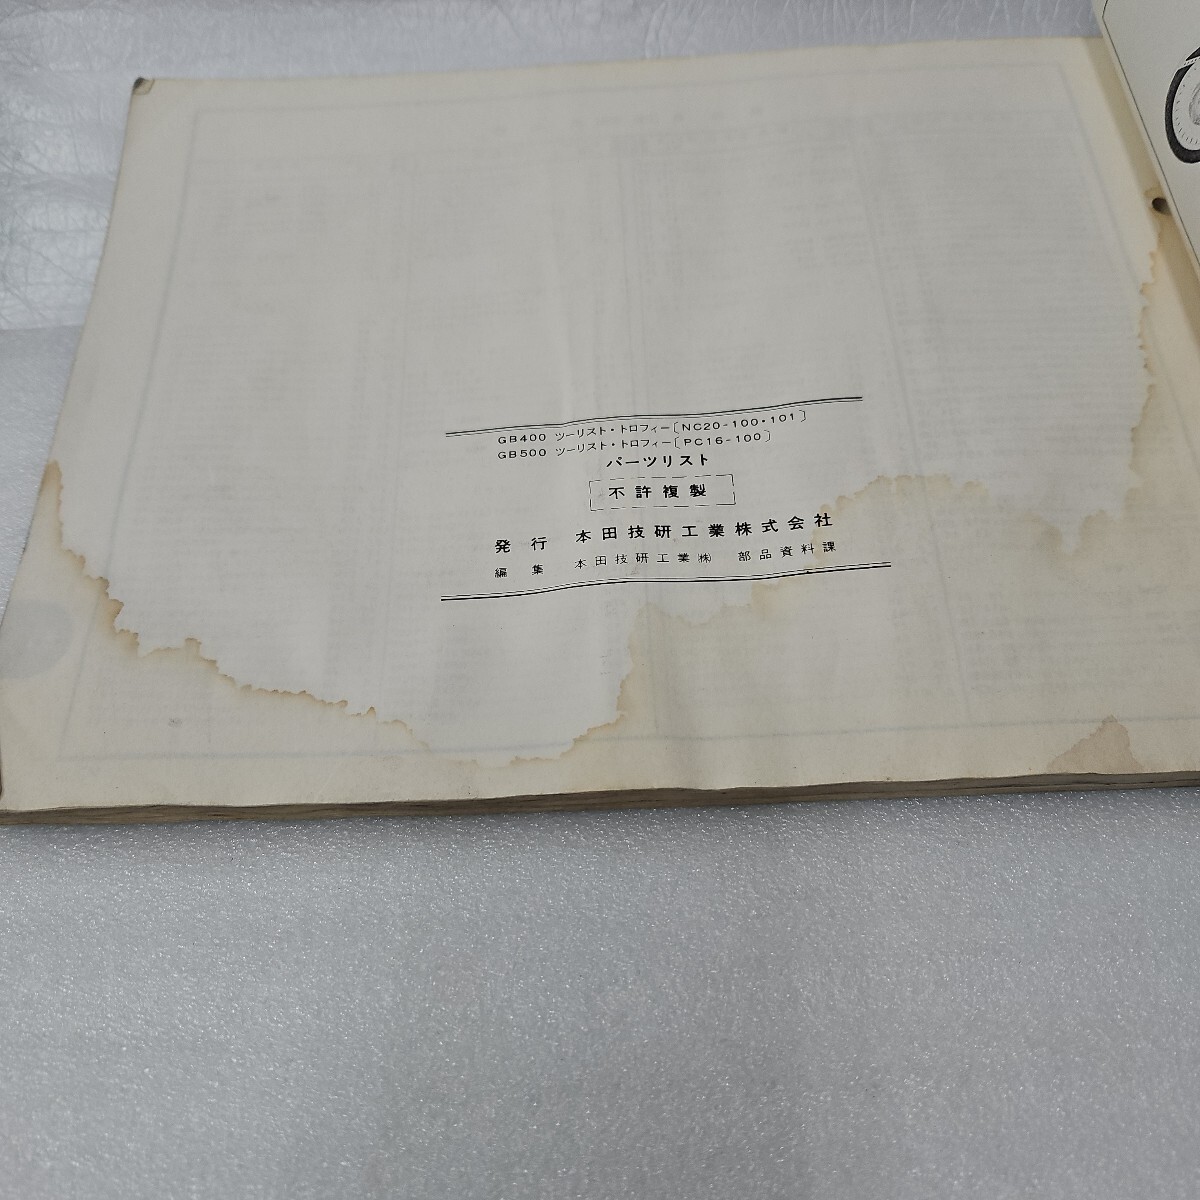 GB400 ツーリスト・トロフィー〔NC20-100・101〕
GB500 ツーリスト・トロフィー〔PC16-100〕
パーツリスト
不許複製
発行 本田技研工業株式会社
編集 本田技研工業㈱ 部品資料課